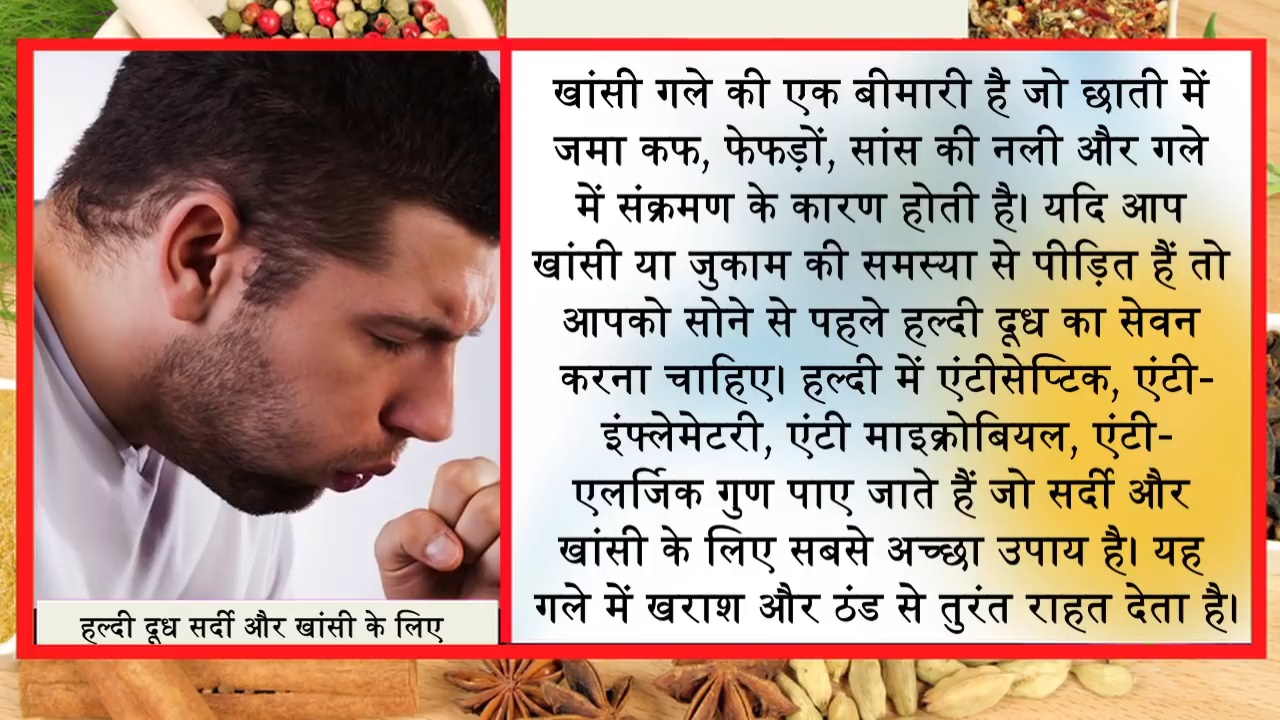 खांसी गले की एक बीमारी है जो छाती में
जमा कफ, फेफड़ों, सांस की नली और गले
में संक्रमण के कारण होती है। यदि आप
खांसी या जुकाम की समस्या से पीड़ित हैं तो
आपको सोने से पहले हल्दी दूध का सेवन
करना चाहिए। हल्दी में एंटीसेप्टिक, एंटी-
इंफ्लेमेटरी, एंटी माइक्रोबियल, एंटी-
एलर्जिक गुण पाए जाते हैं जो सर्दी और
खांसी के लिए सबसे अच्छा उपाय है। यह
गले में खराश और ठंड से तुरंत राहत देता है।
हल्दी दूध सर्दी और खांसी के लिए